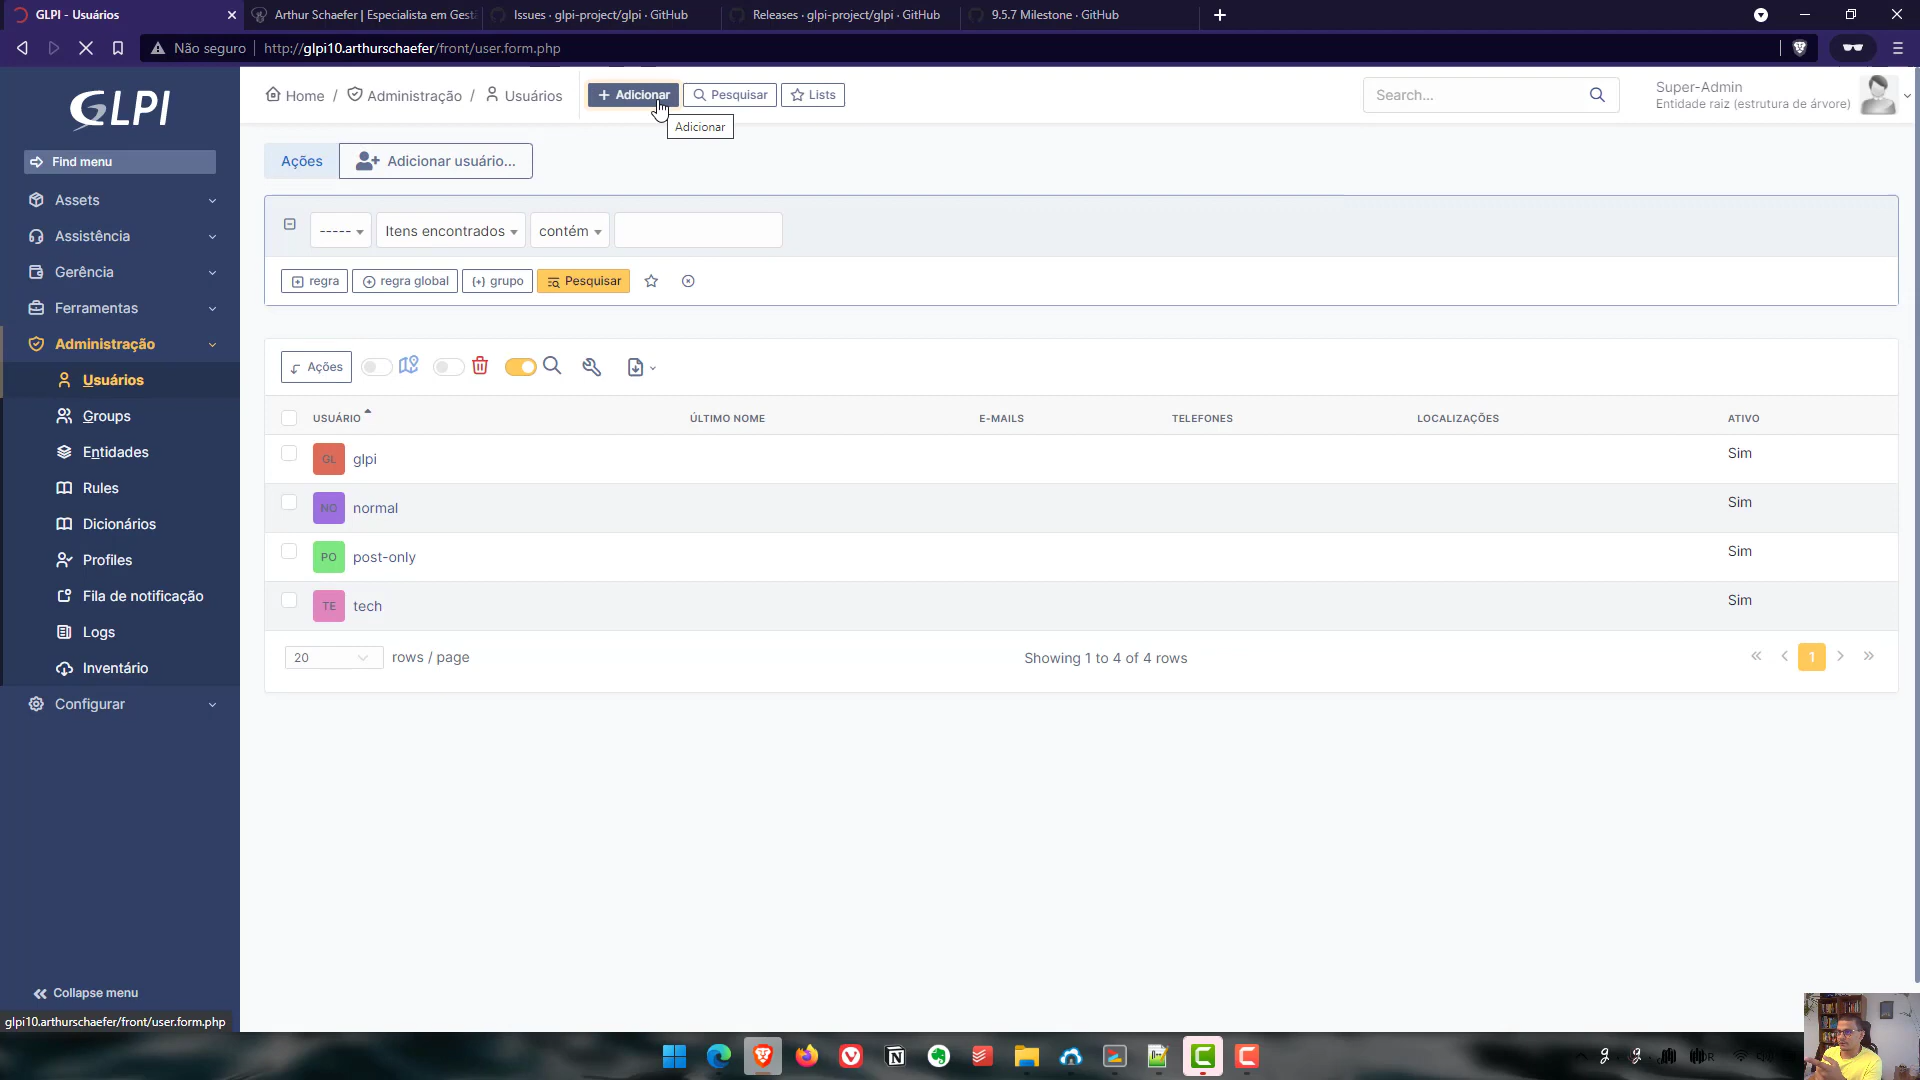 GLPI - Usuários
Arthur Schaefer | Especialista em Gest
Issues · glpi-project/glpi · GitHub
Releases · glpi-project/glpi · GitHub
9.5.7 Milestone · GitHub
Não seguro
http://glpi10.arthurschaefer/front/user.form.php
GLPI
Home / Administração / Usuários
+ Adicionar
Pesquisar
Lists
Adicionar
Search...
Super-Admin
Entidade raiz (estrutura de árvore)
Find menu
Assets
Assistência
Gerência
Ferramentas
Administração
Usuários
Groups
Entidades
Rules
Dicionários
Profiles
Fila de notificação
Logs
Inventário
Configurar
Collapse menu
glpi10.arthurschaefer/front/user.form.php
Ações
Adicionar usuário...
-----
Itens encontrados
contém
regra
regra global
grupo
Pesquisar
Ações
USUÁRIO
ÚLTIMO NOME
E-MAILS
TELEFONES
LOCALIZAÇÕES
ATIVO
GL glpi
Sim
NO normal
Sim
PO post-only
Sim
TE tech
Sim
20
rows / page
Showing 1 to 4 of 4 rows
« ‹ 1 › »